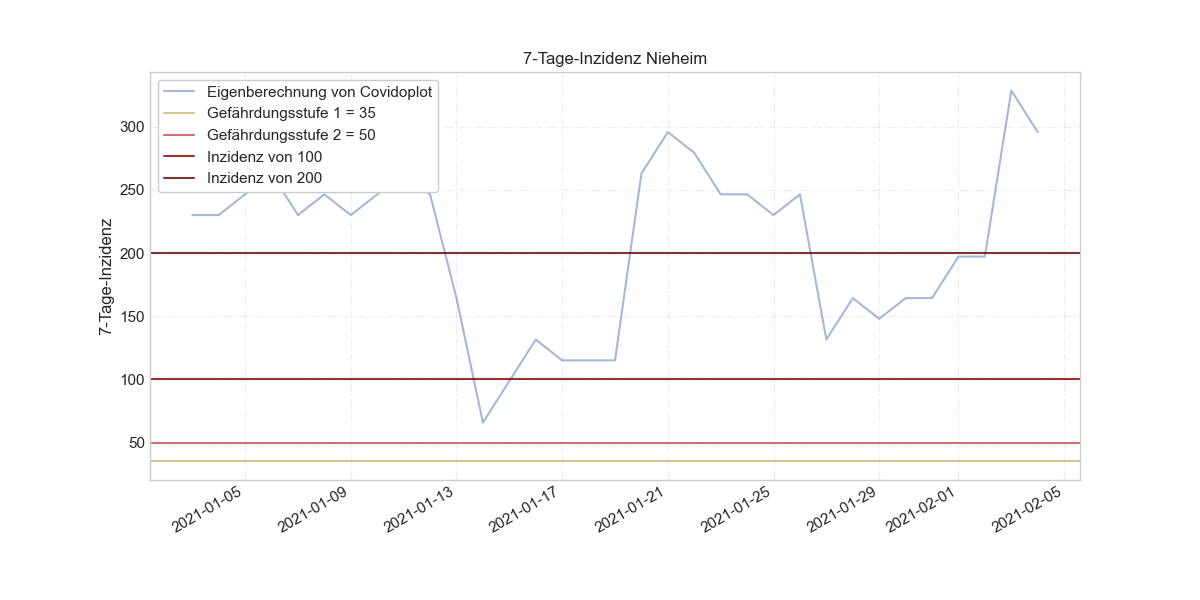 7-Tage-Inzidenz Nieheim
Eigenberechnung von Covidoplot
Gefährdungsstufe 1 = 35
Gefährdungsstufe 2 = 50
Inzidenz von 100
Inzidenz von 200
7-Tage-Inzidenz
300
250
200
150
100
50
2021-01-05
2021-01-09
2021-01-13
2021-01-17
2021-01-21
2021-01-25
2021-01-29
2021-02-01
2021-02-05